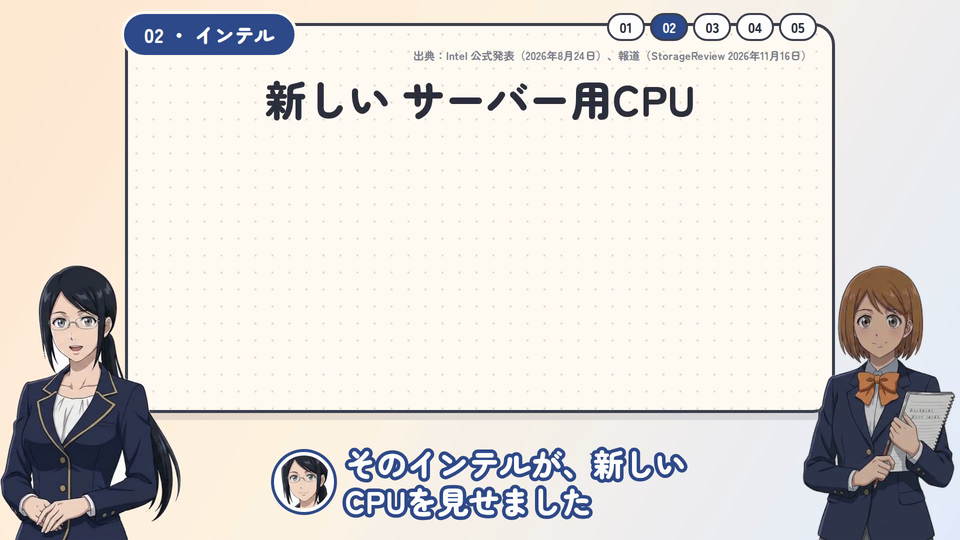 02 ・ インテル
01 02 03 04 05
出典：Intel 公式発表（2026年8月24日）、報道（StorageReview 2026年11月16日）
新しい サーバー用CPU
そのインテルが、新しい
CPUを見せました